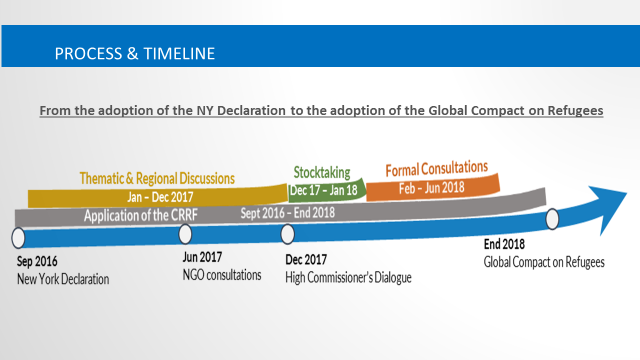 PROCESS & TIMELINE
From the adoption of the NY Declaration to the adoption of the Global Compact on Refugees
Thematic & Regional Discussions
Jan – Dec 2017
Stocktaking
Dec 17 – Jan 18
Formal Consultations
Feb – Jun 2018
Application of the CRRF
Sept 2016 – End 2018
Sep 2016
New York Declaration
Jun 2017
NGO consultations
Dec 2017
High Commissioner's Dialogue
End 2018
Global Compact on Refugees